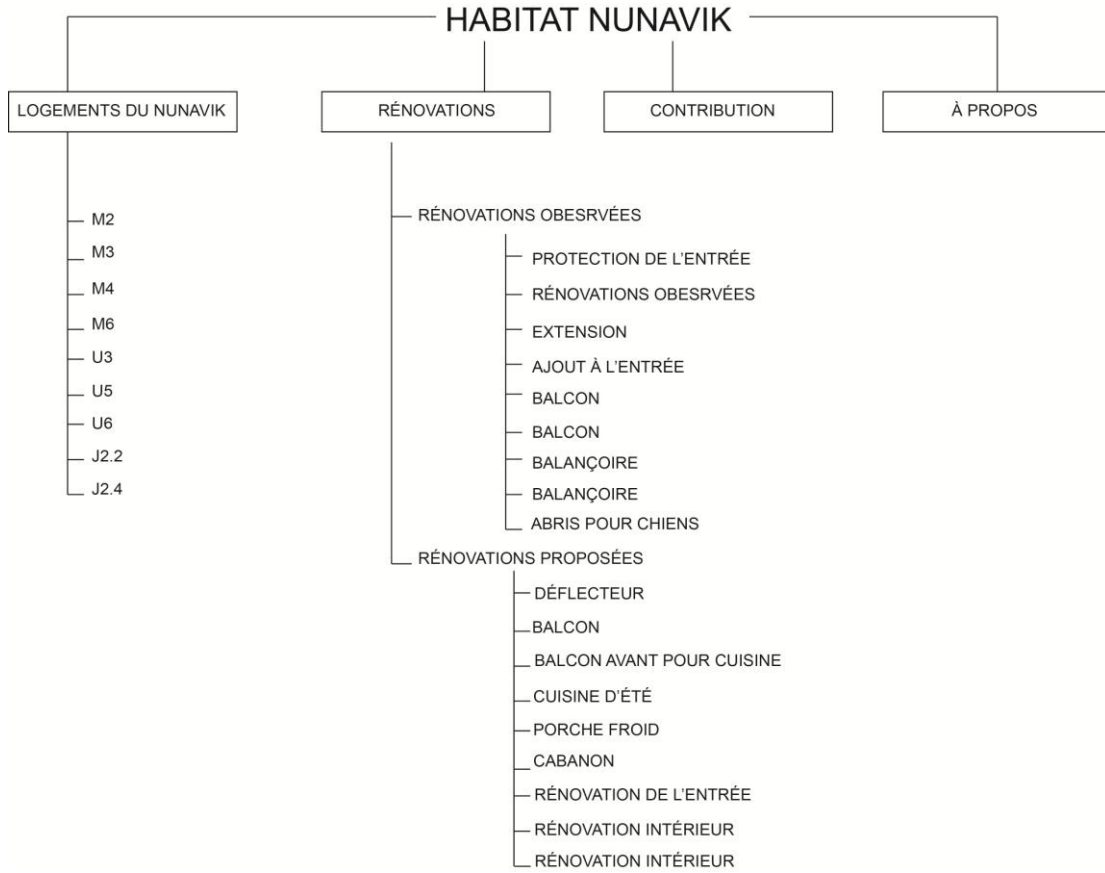 HABITAT NUNAVIK
LOGEMENTS DU NUNAVIK
RÉNOVATIONS
CONTRIBUTION
À PROPOS
M2
M3
M4
M6
U3
U5
U6
J2.2
J2.4
RÉNOVATIONS OBESRVÉES
PROTECTION DE L'ENTRÉE
RÉNOVATIONS OBESRVÉES
EXTENSION
AJOUT À L'ENTRÉE
BALCON
BALCON
BALANÇOIRE
BALANÇOIRE
ABRIS POUR CHIENS
RÉNOVATIONS PROPOSÉES
DÉFLECTEUR
BALCON
BALCON AVANT POUR CUISINE
CUISINE D'ÉTÉ
PORCHE FROID
CABANON
RÉNOVATION DE L'ENTRÉE
RÉNOVATION INTÉRIEUR
RÉNOVATION INTÉRIEUR